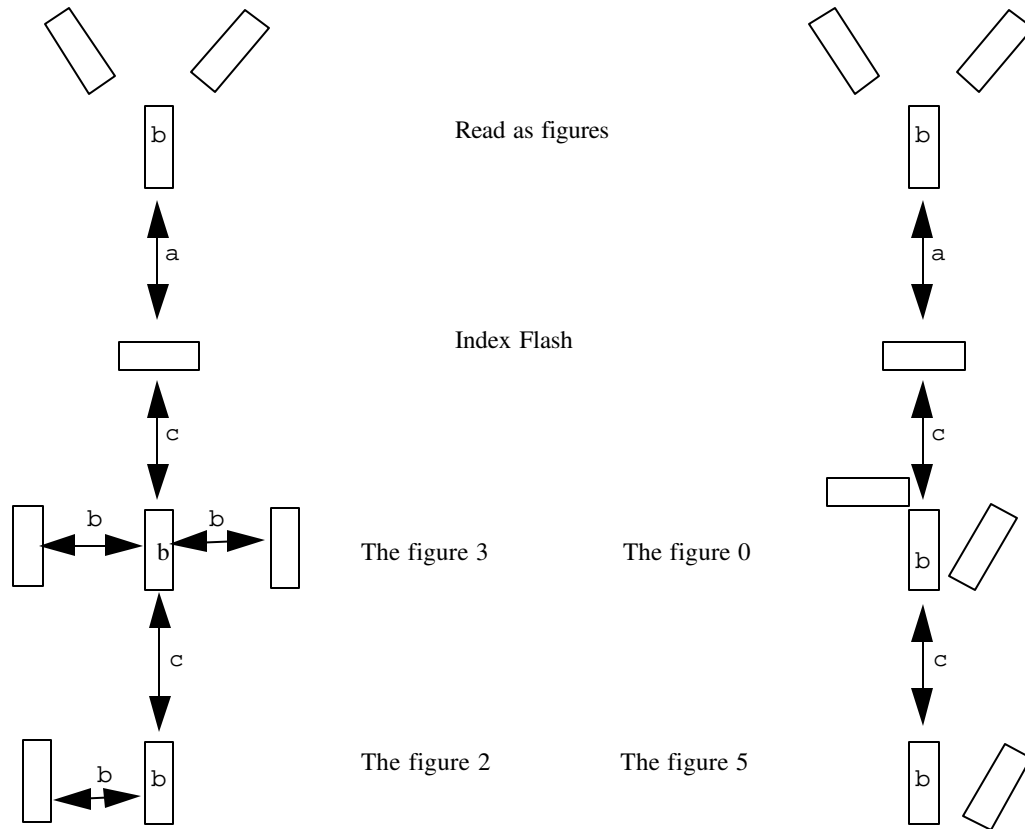 b
Read as figures
b
a
a
Index Flash
c
c
b
b
b
The figure 3
The figure 0
b
c
c
b
b
The figure 2
The figure 5
b